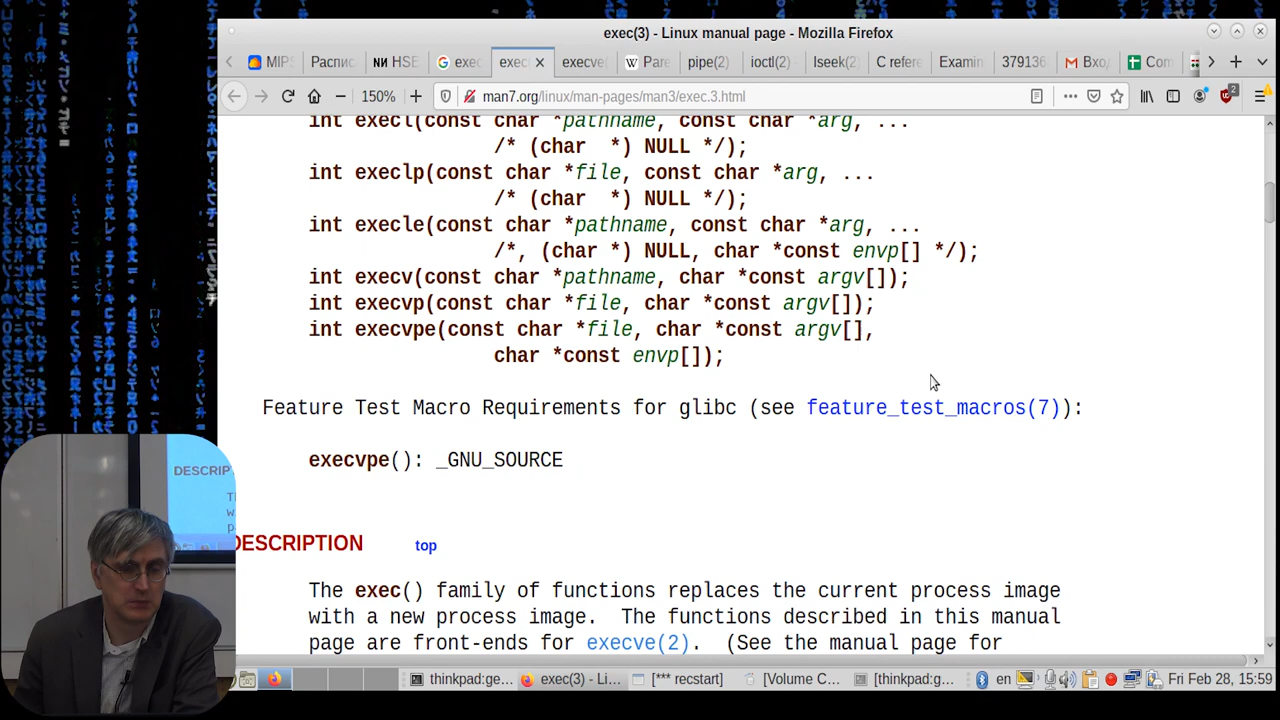 exec(3) - Linux manual page - Mozilla Firefox
MIP
Распис
NИ HSE
exec
exec
execve(
Pare
pipe(2)
ioctl(2)
lseek(2)
C refere
Examin
379136
Вхо
Com
150%
man7.org/linux/man-pages/man3/exec.3.html
2
int execl(const char *pathname, const char *arg, ...
/* (char  *) NULL */);
int execlp(const char *file, const char *arg, ...
/* (char  *) NULL */);
int execle(const char *pathname, const char *arg, ...
/*, (char *) NULL, char *const envp[] */);
int execv(const char *pathname, char *const argv[]);
int execvp(const char *file, char *const argv[]);
int execvpe(const char *file, char *const argv[],
char *const envp[]);
Feature Test Macro Requirements for glibc (see feature_test_macros(7)):
execvpe(): _GNU_SOURCE
DESCRIP
DESCRIPTION top
The exec() family of functions replaces the current process image
with a new process image.  The functions described in this manual
page are front-ends for execve(2).  (See the manual page for
thinkpad:ge...
exec(3) - Li...
[*** recstart]
[Volume C...
[thinkpad:g...
en
Fri Feb 28, 15:59